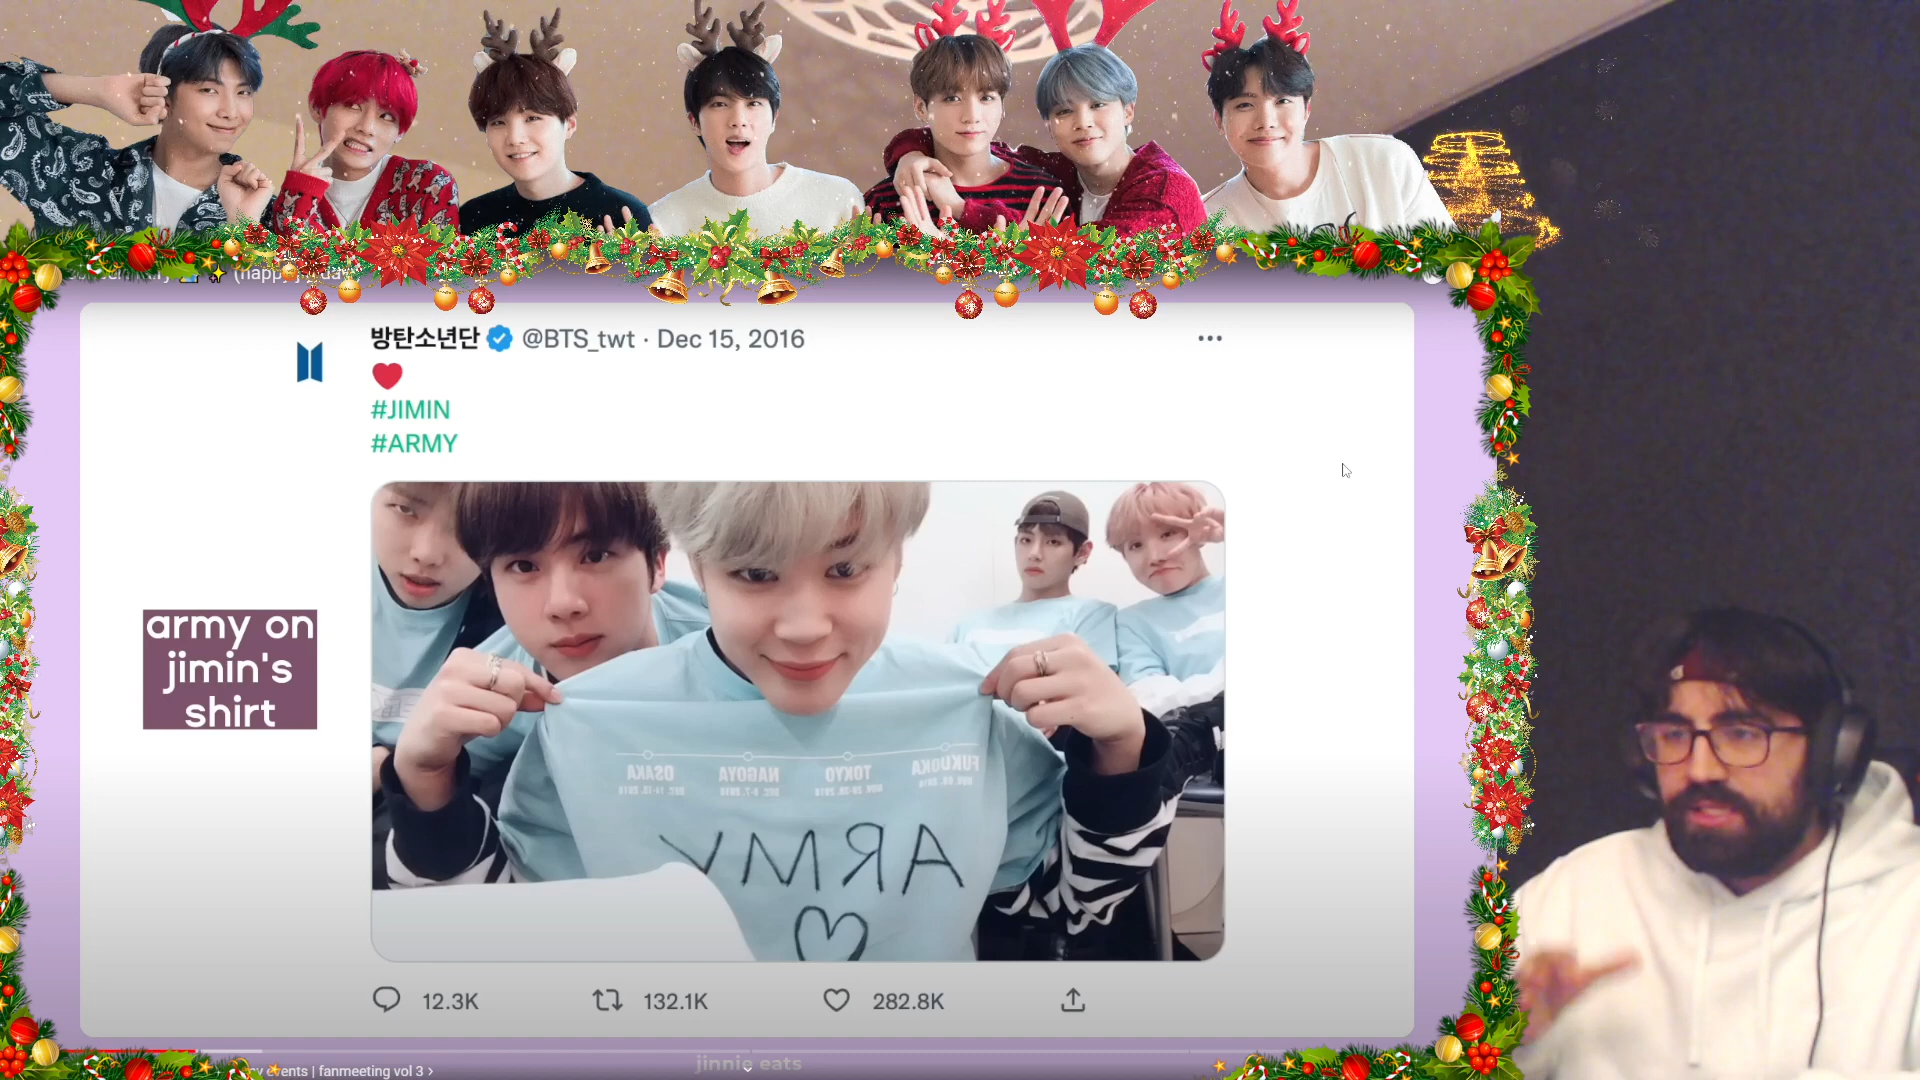 방탄소년단 @BTS_twt · Dec 15, 2016
#JIMIN
#ARMY
army on
jimin's
shirt
OSAKA NAGOYA TOKYO FUKUOKA
ARMY
12.3K 132.1K 282.8K
jinnie eats
events | fanmeeting vol 3 ›